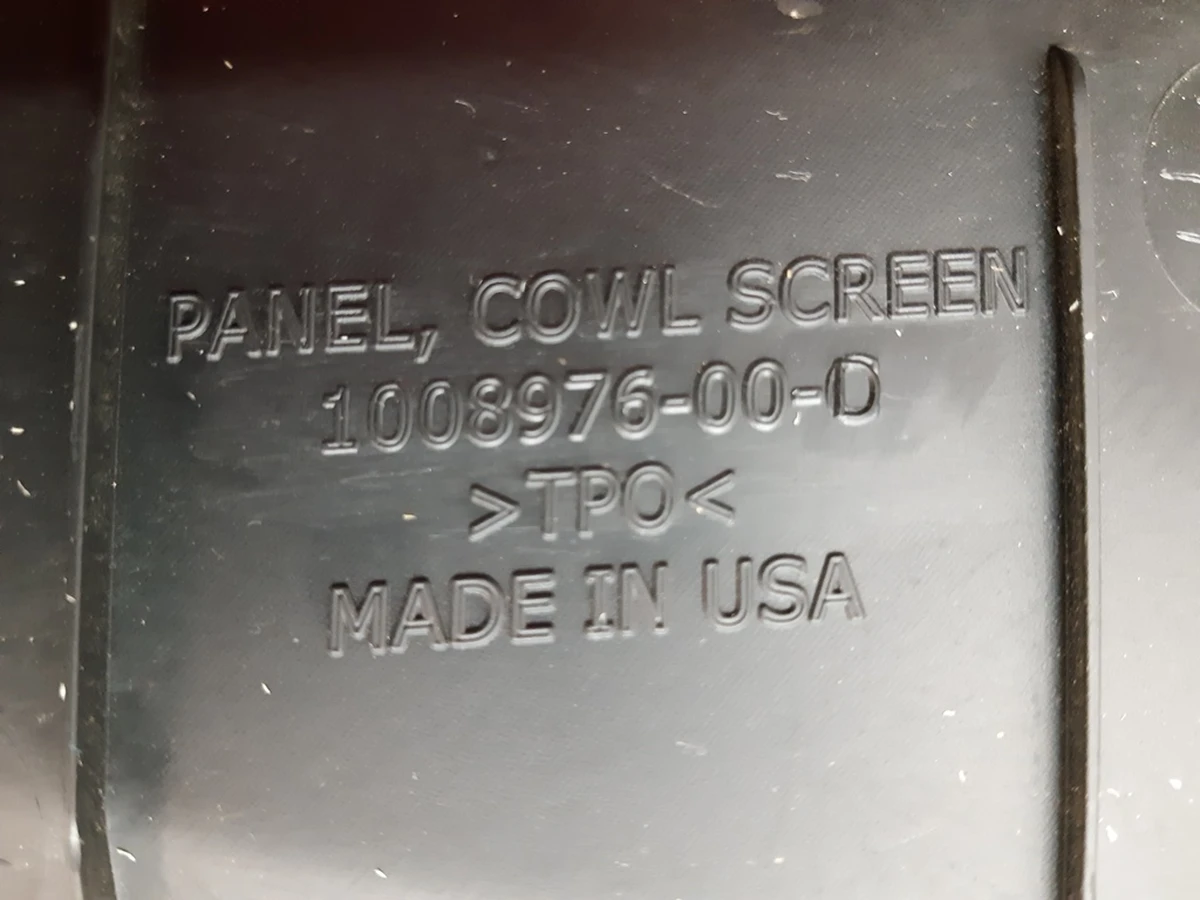 PANEL, COWL SCREEN
1008976-00-D
>TPO<
MADE IN USA